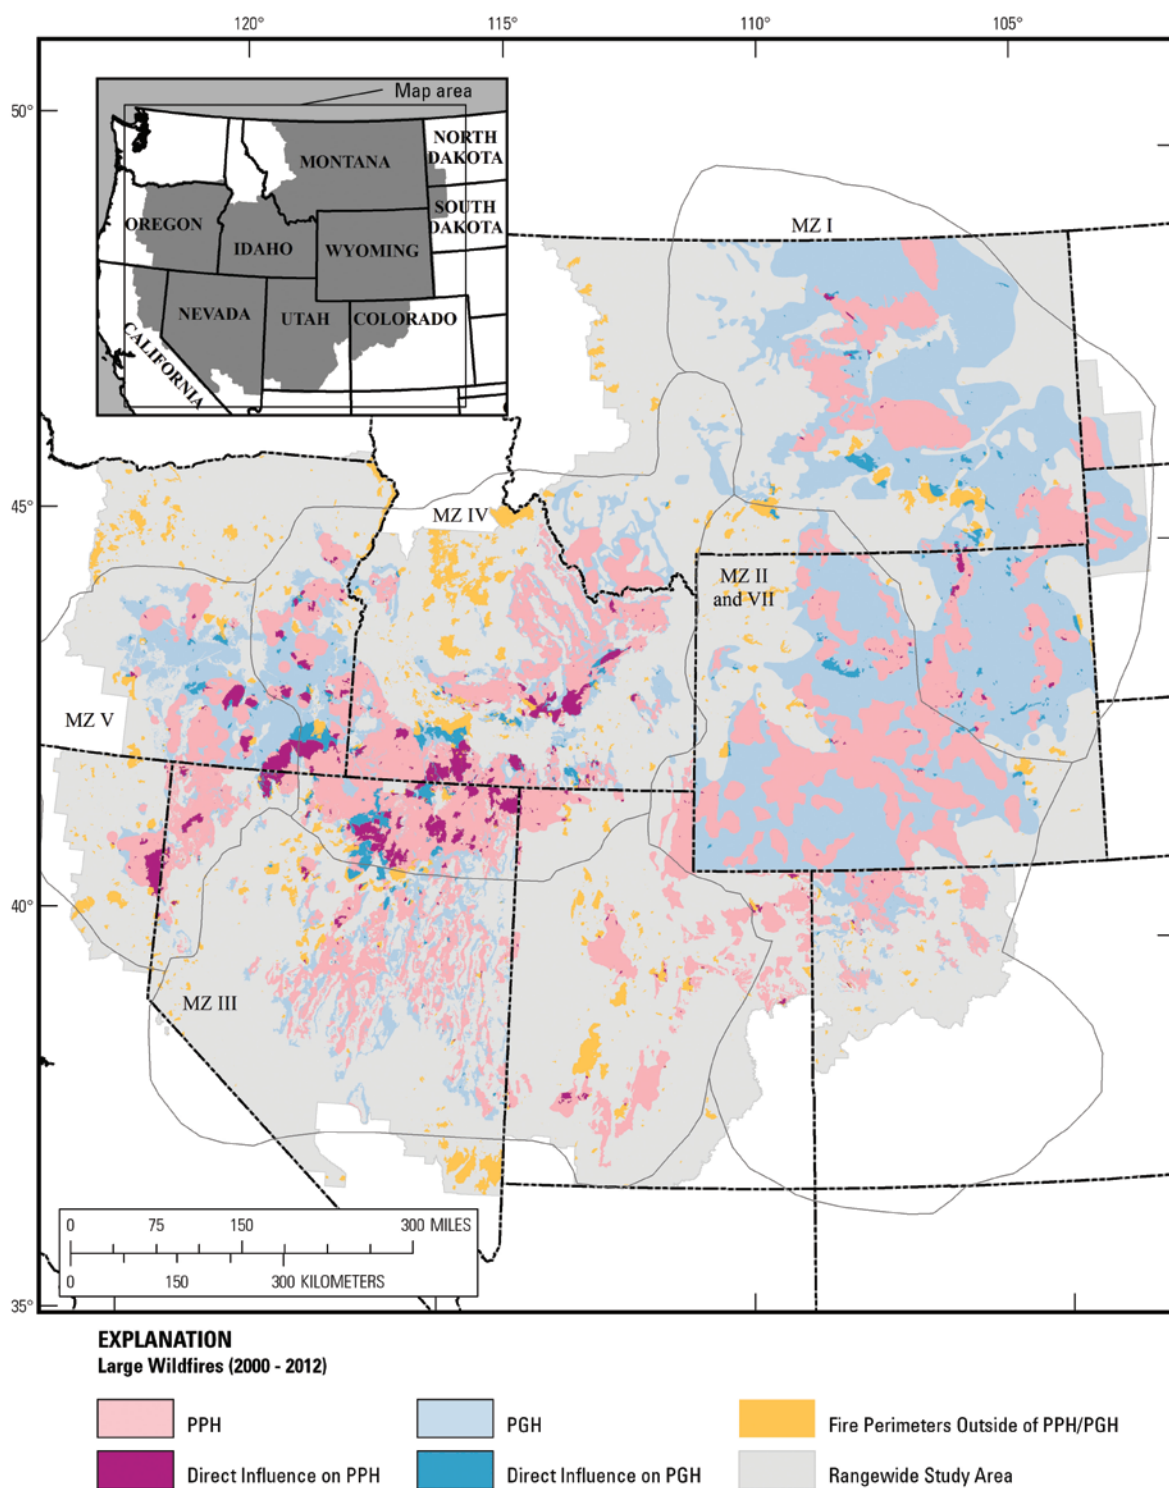 120°
115°
110°
105°
50°
45°
40°
35°
Map area
NORTH
DAKOTA
MONTANA
SOUTH
DAKOTA
OREGON
IDAHO
WYOMING
NEVADA
UTAH
COLORADO
CALIFORNIA
MZ I
MZ IV
MZ II
and VII
MZ V
MZ III
0 75 150 300 MILES
0 150 300 KILOMETERS
EXPLANATION
Large Wildfires (2000 - 2012)
PPH
PGH
Fire Perimeters Outside of PPH/PGH
Direct Influence on PPH
Direct Influence on PGH
Rangewide Study Area